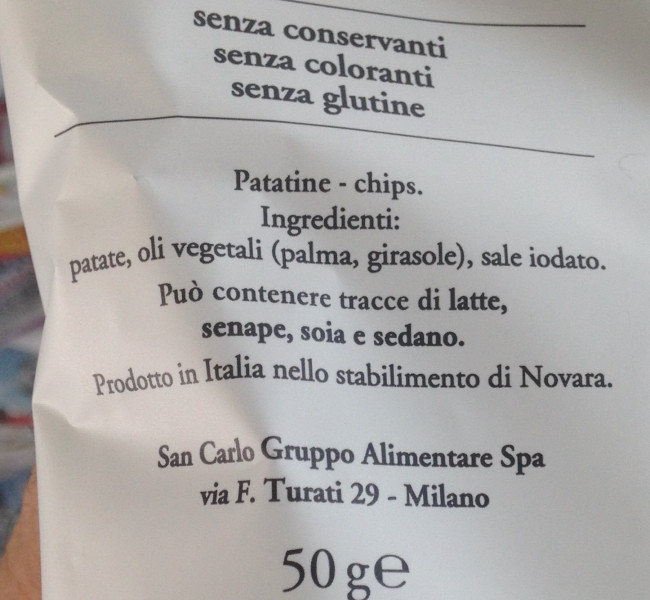 senza conservanti
senza coloranti
senza glutine
Patatine - chips.
Ingredienti:
patate, oli vegetali (palma, girasole), sale iodato.
Può contenere tracce di latte,
senape, soia e sedano.
Prodotto in Italia nello stabilimento di Novara.
San Carlo Gruppo Alimentare Spa
via F. Turati 29 - Milano
50 g ℮